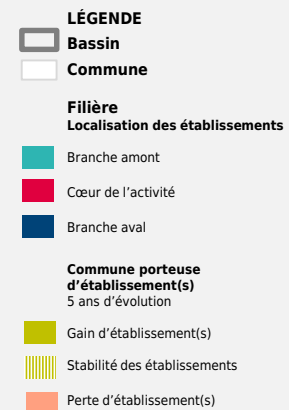 LÉGENDE
Bassin
Commune
Filière
Localisation des établissements
Branche amont
Cœur de l’activité
Branche aval
Commune porteuse
d’établissement(s)
5 ans d’évolution
Gain d’établissement(s)
Stabilité des établissements
Perte d’établissement(s)